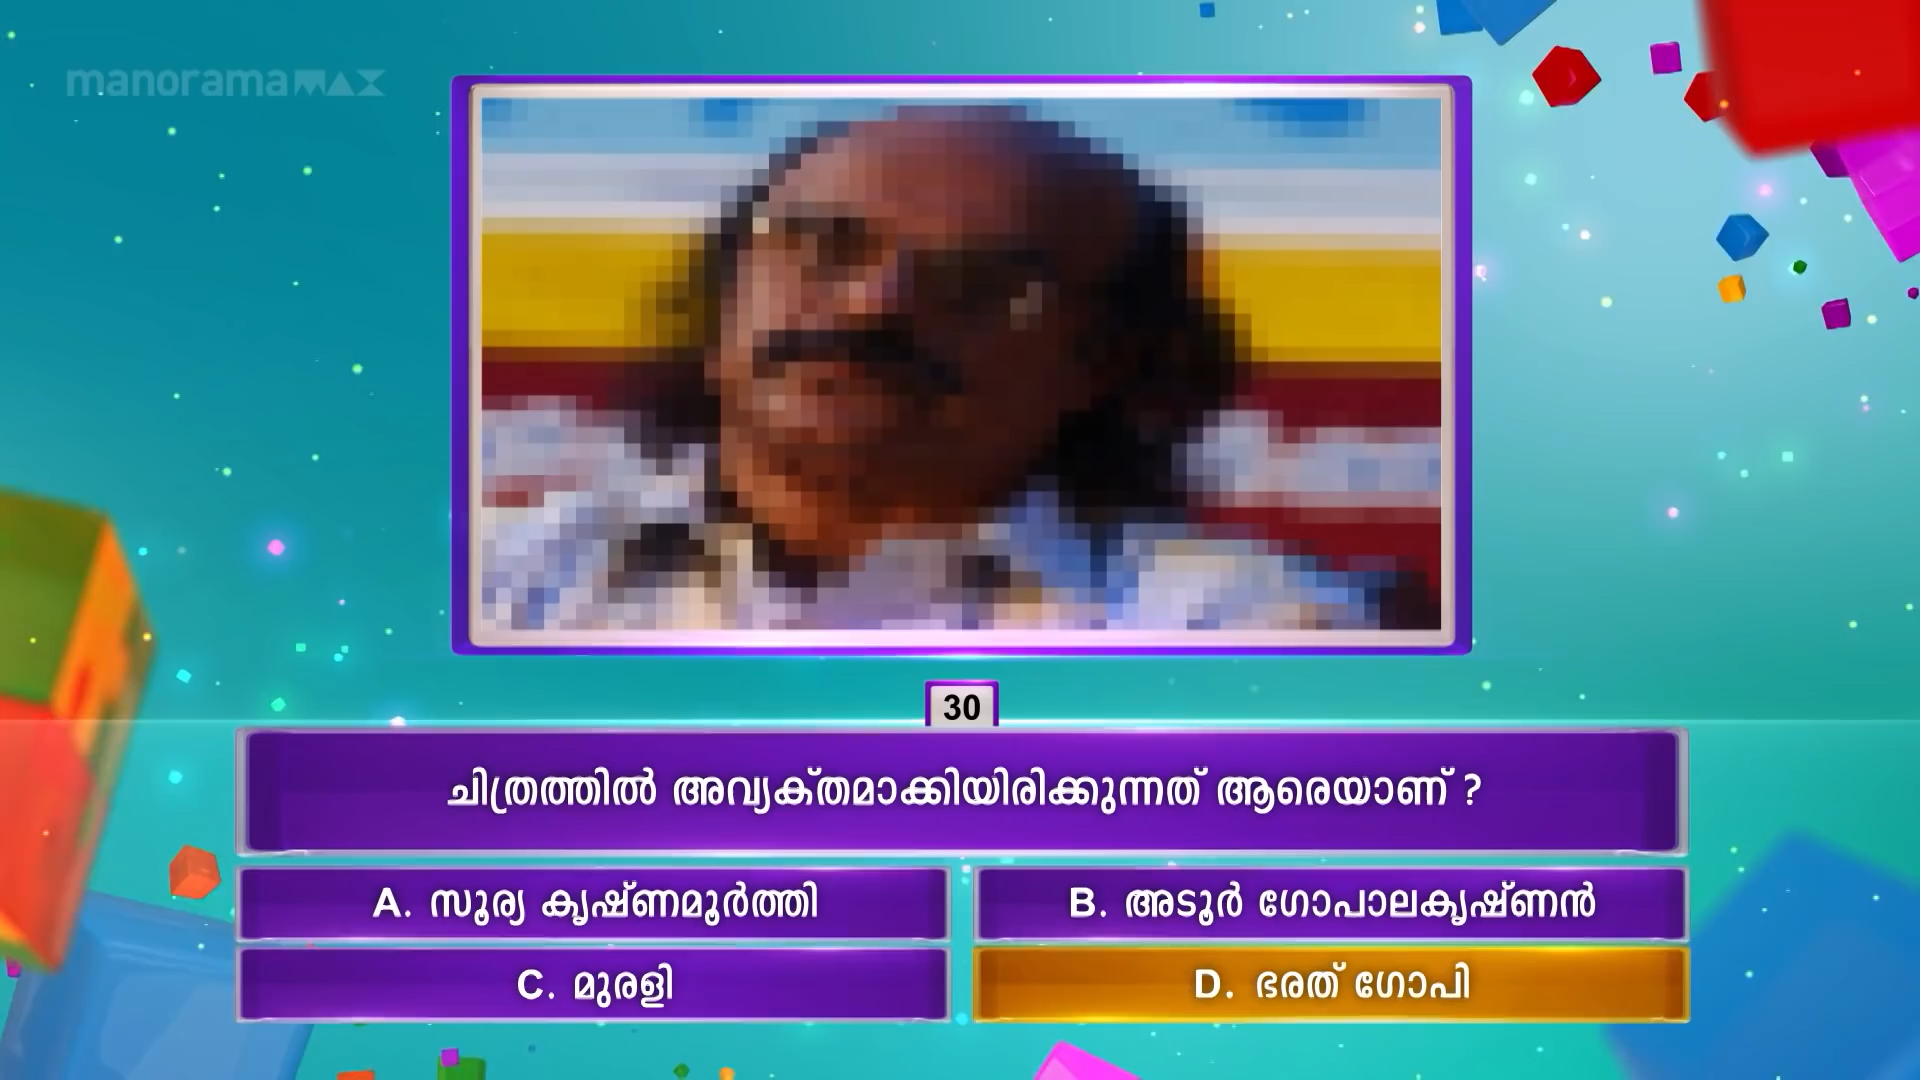 manoramaMAX
30
ചിത്രത്തിൽ അവ്യക്തമാക്കിയിരിക്കുന്നത് ആരെയാണ് ?
A. സൂര്യ കൃഷ്ണമൂർത്തി
B. അടൂർ ഗോപാലകൃഷ്ണൻ
C. മുരളി
D. ഭരത് ഗോപി